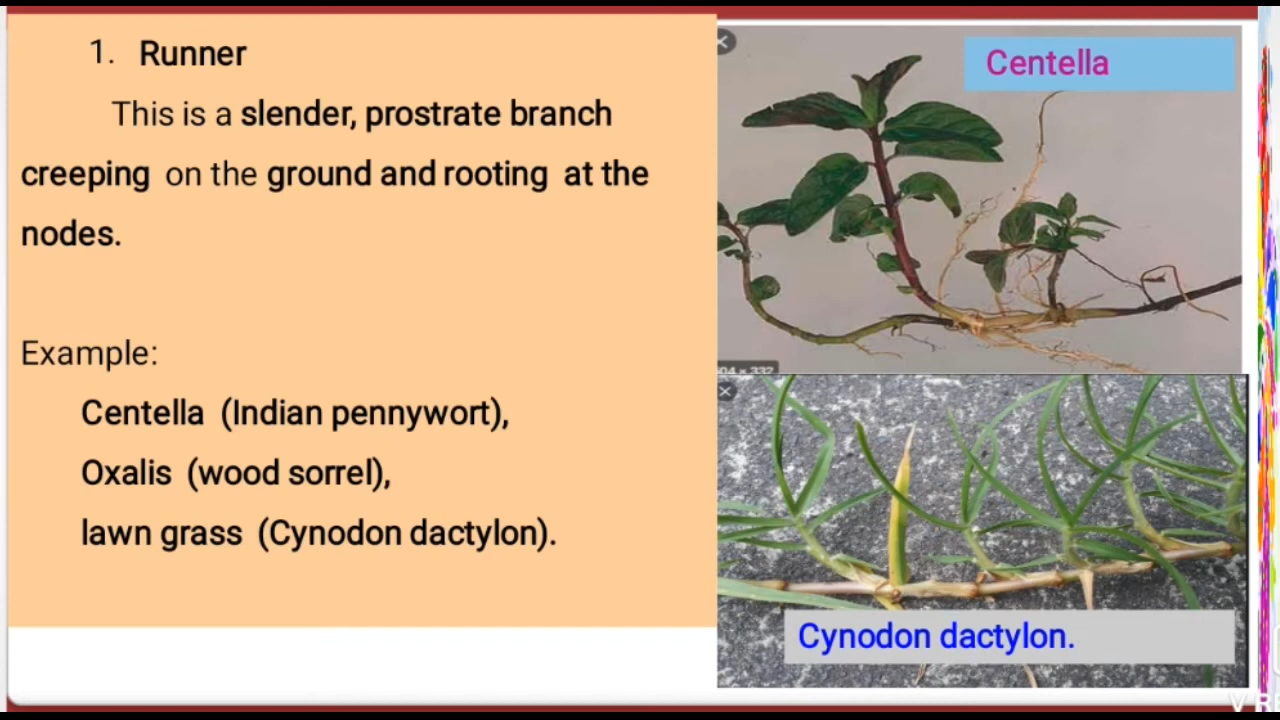 1. Runner
This is a slender, prostrate branch
creeping on the ground and rooting at the
nodes.
Example:
Centella (Indian pennywort),
Oxalis (wood sorrel),
lawn grass (Cynodon dactylon).
Centella
Cynodon dactylon.